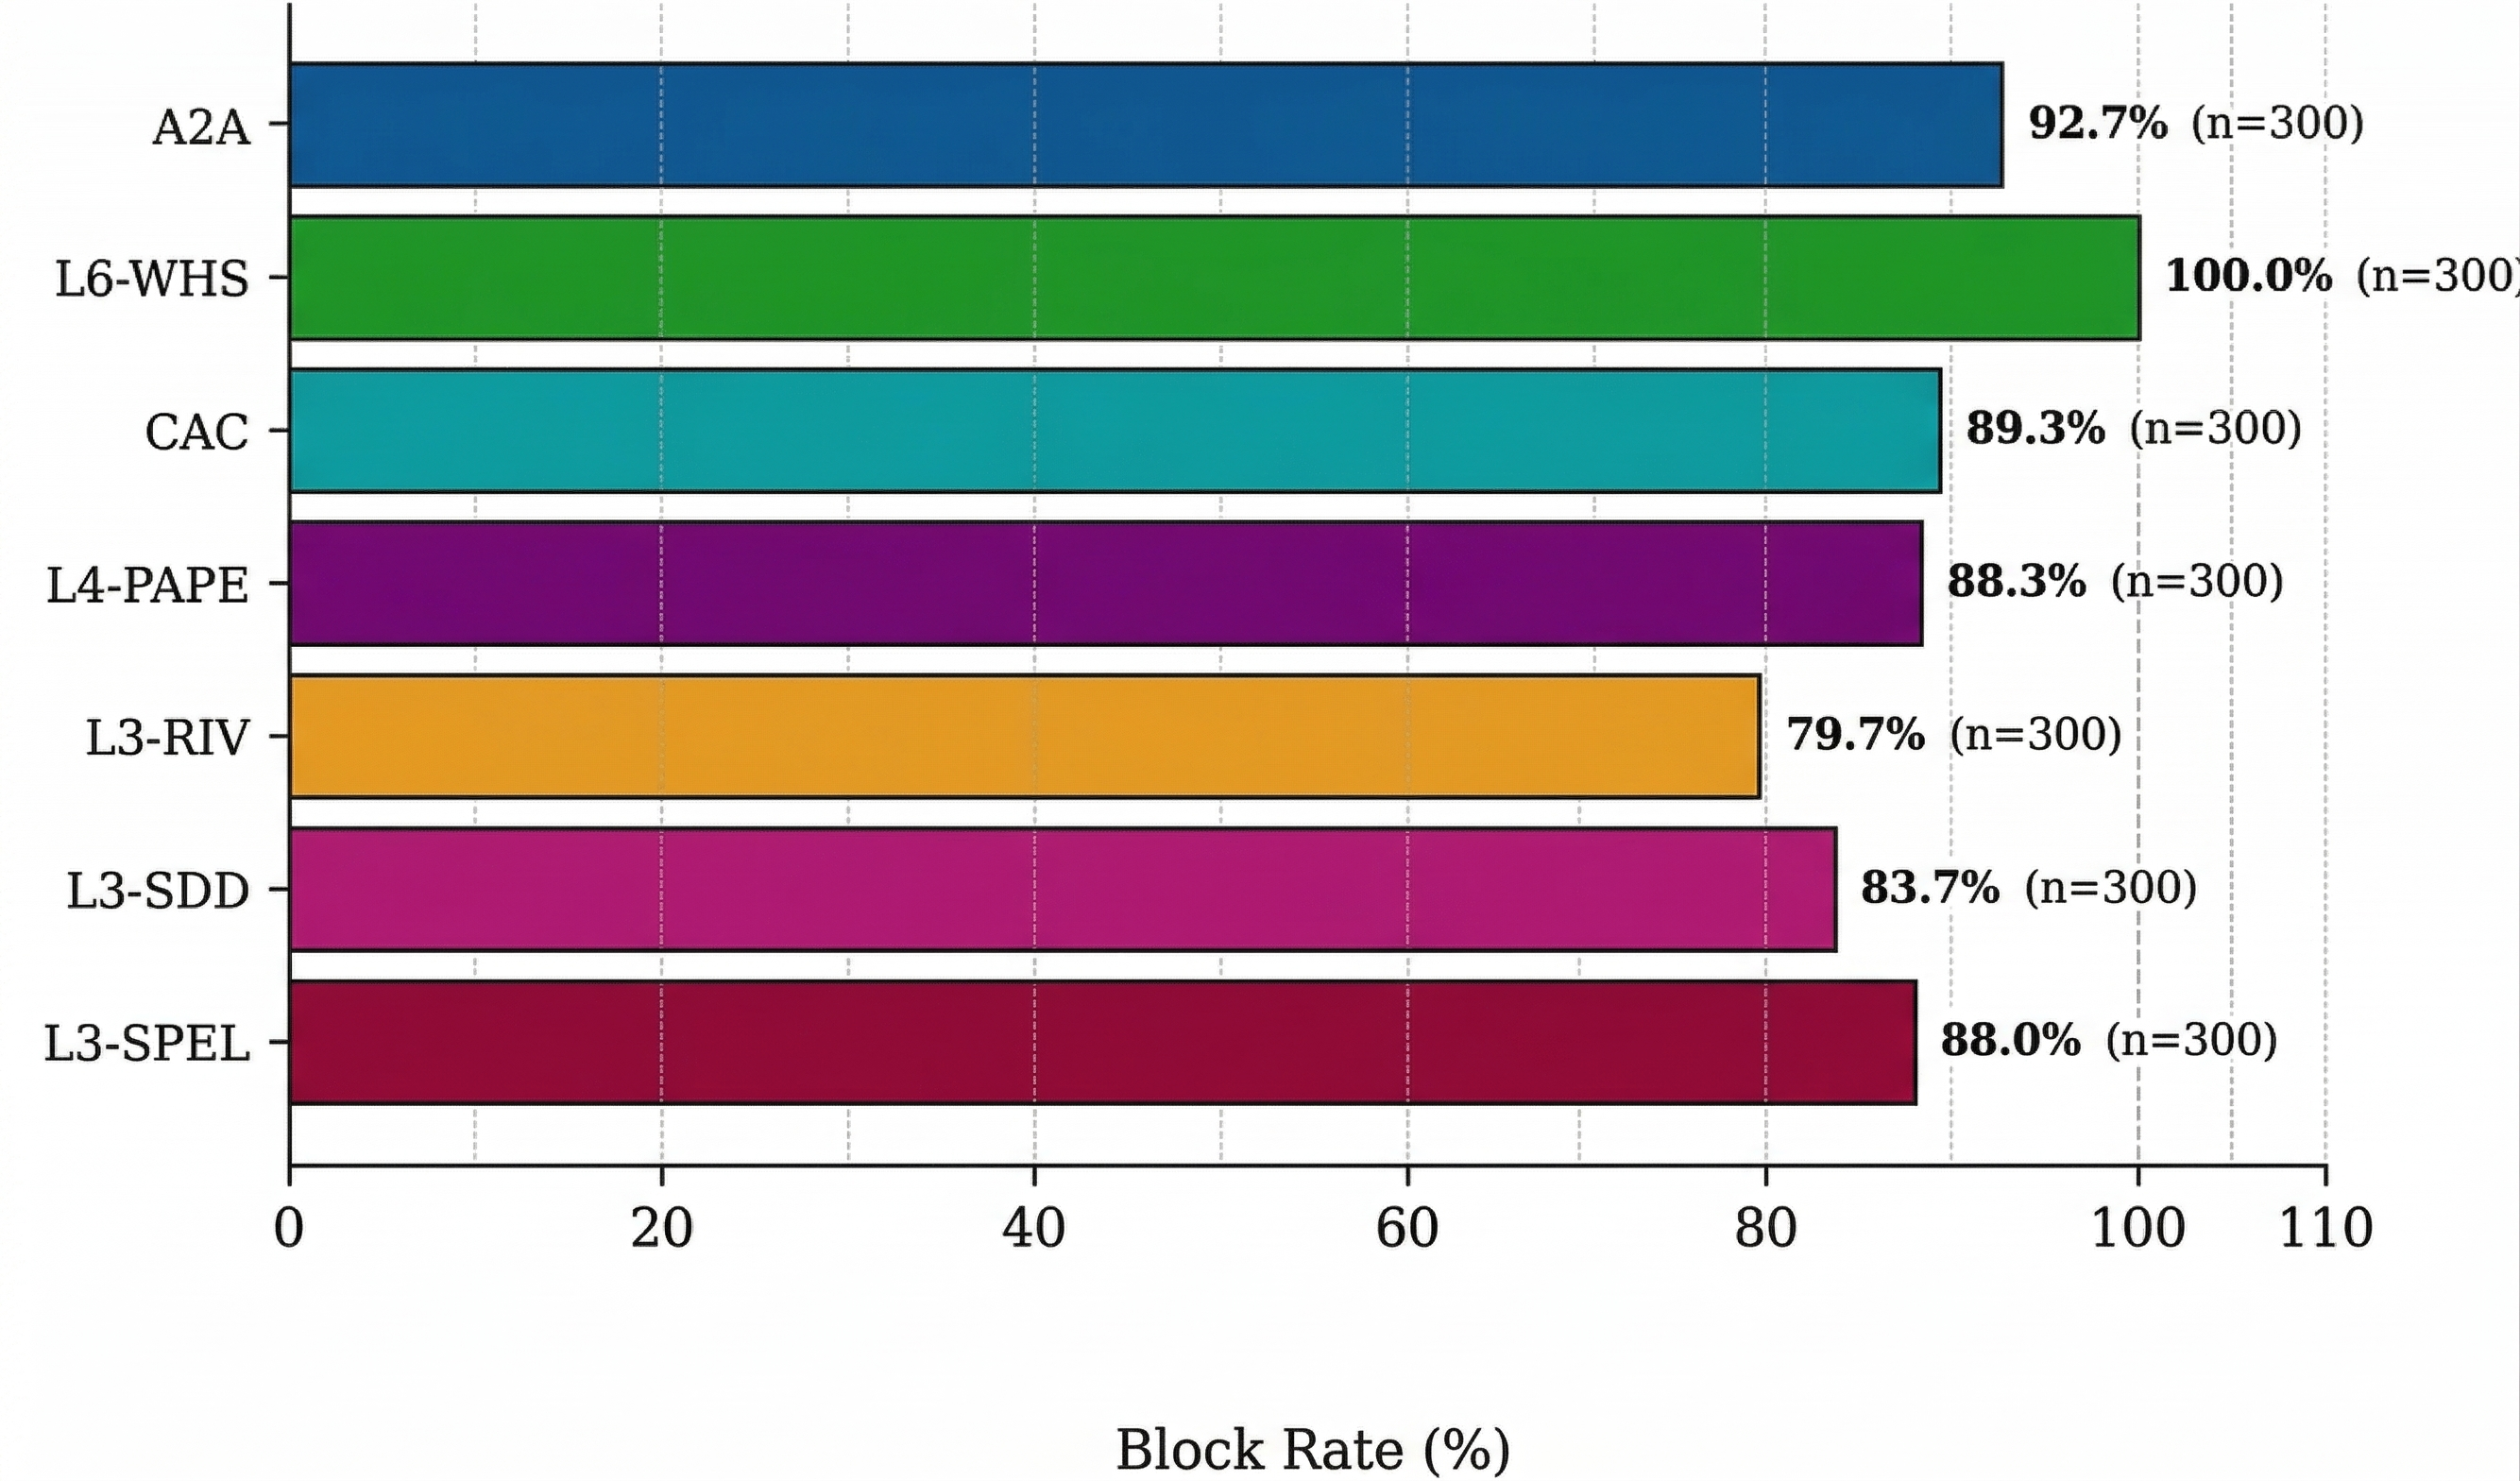 A2A 92.7% (n=300)
L6-WHS 100.0% (n=300)
CAC 89.3% (n=300)
L4-PAPE 88.3% (n=300)
L3-RIV 79.7% (n=300)
L3-SDD 83.7% (n=300)
L3-SPEL 88.0% (n=300)
0 20 40 60 80 100 110
Block Rate (%)